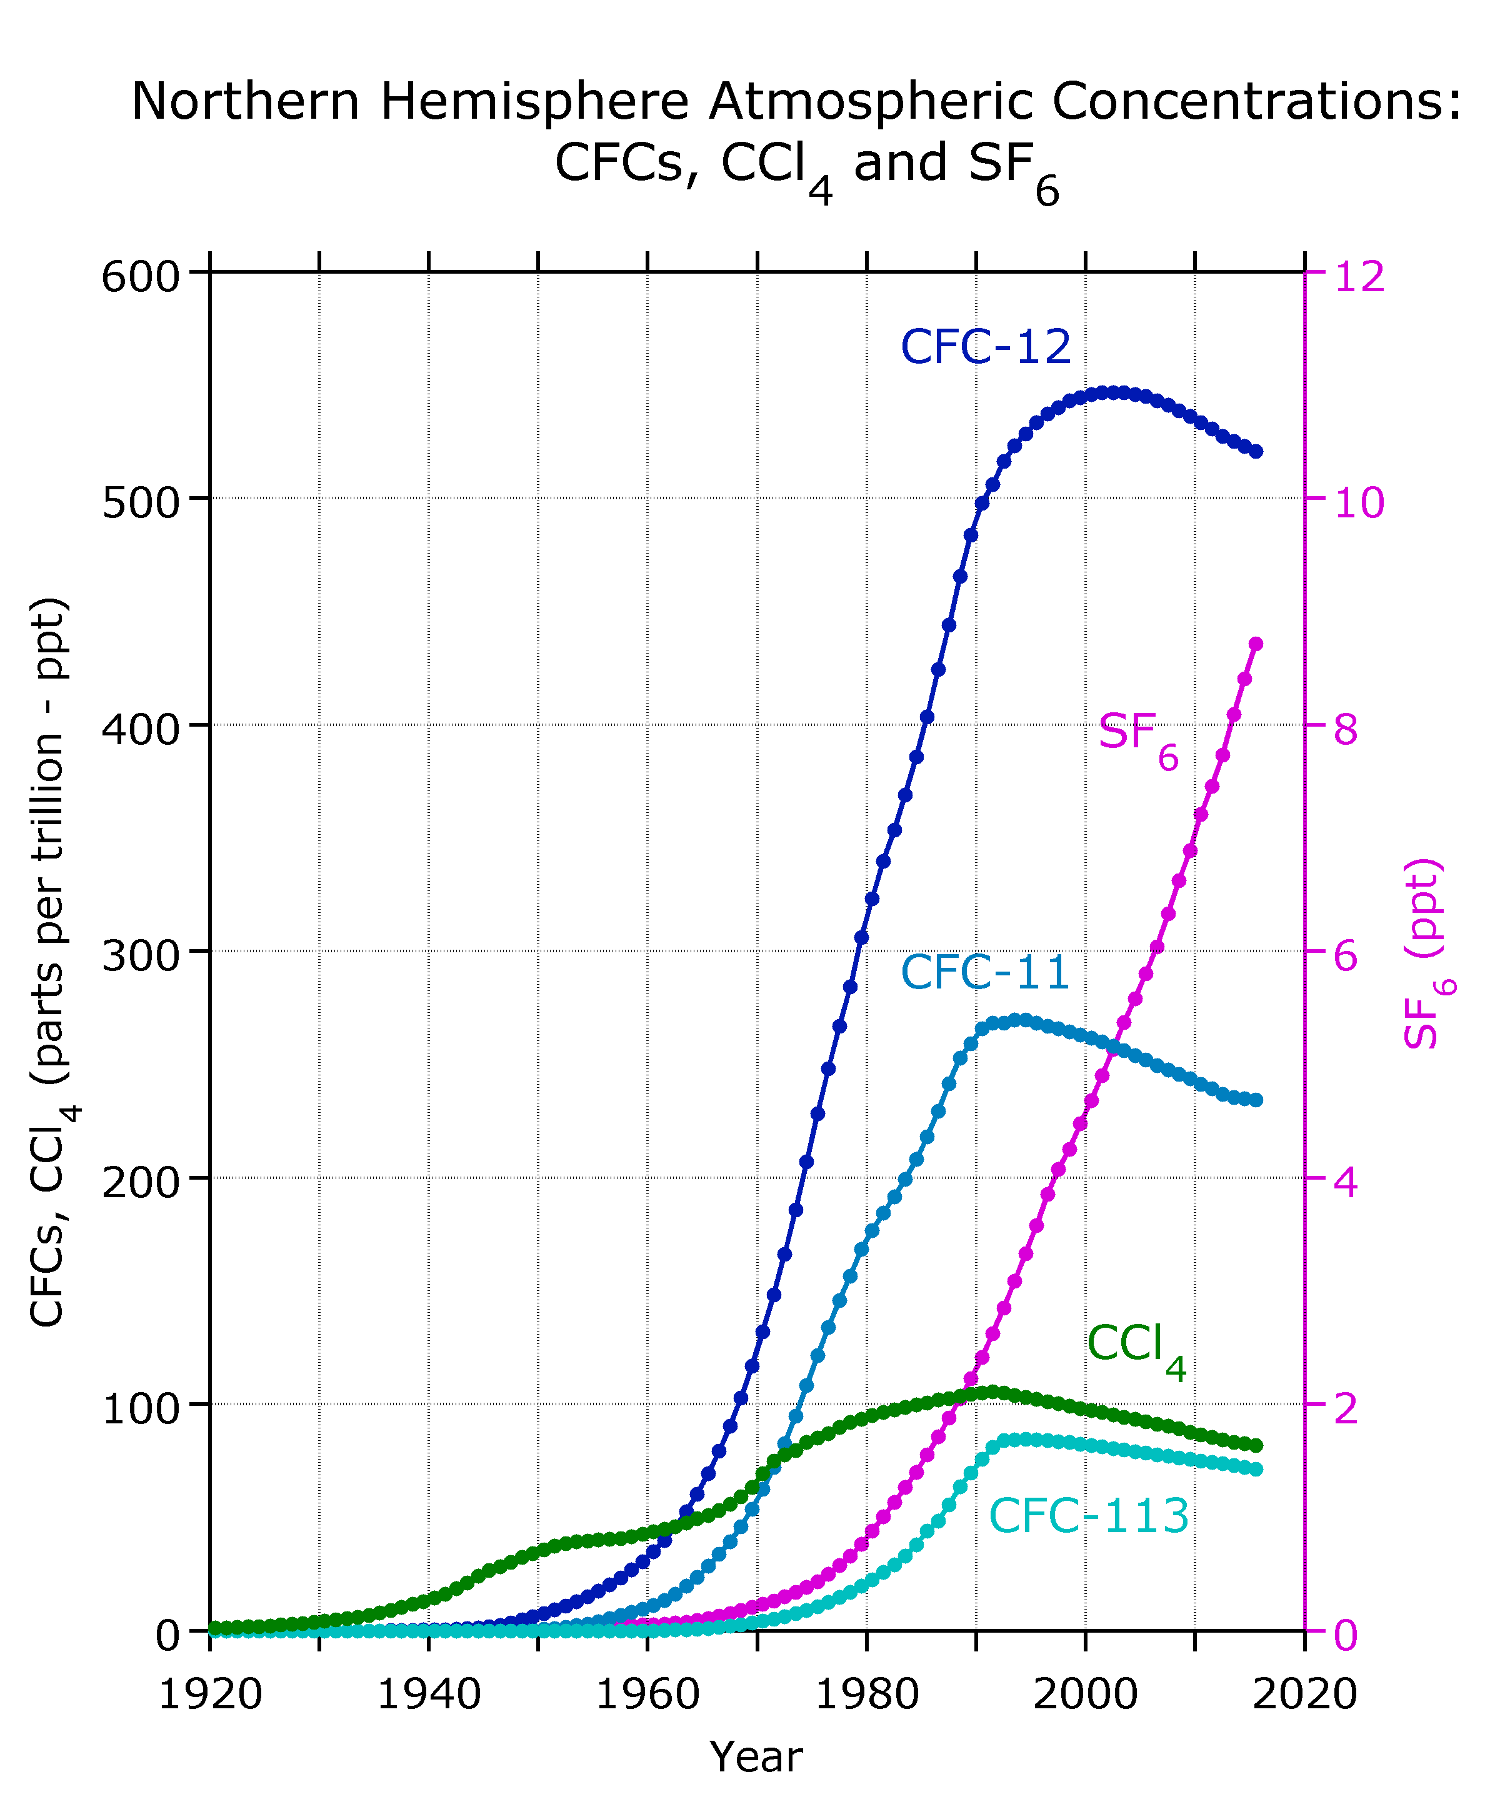 Northern Hemisphere Atmospheric Concentrations:
CFCs, CCl₄ and SF₆
600
500
400
300
200
100
0
12
10
8
6
4
2
0
CFC-12
SF₆
CFC-11
CCl₄
CFC-113
CFCs, CCl₄ (parts per trillion - ppt)
SF₆ (ppt)
1920
1940
1960
1980
2000
2020
Year